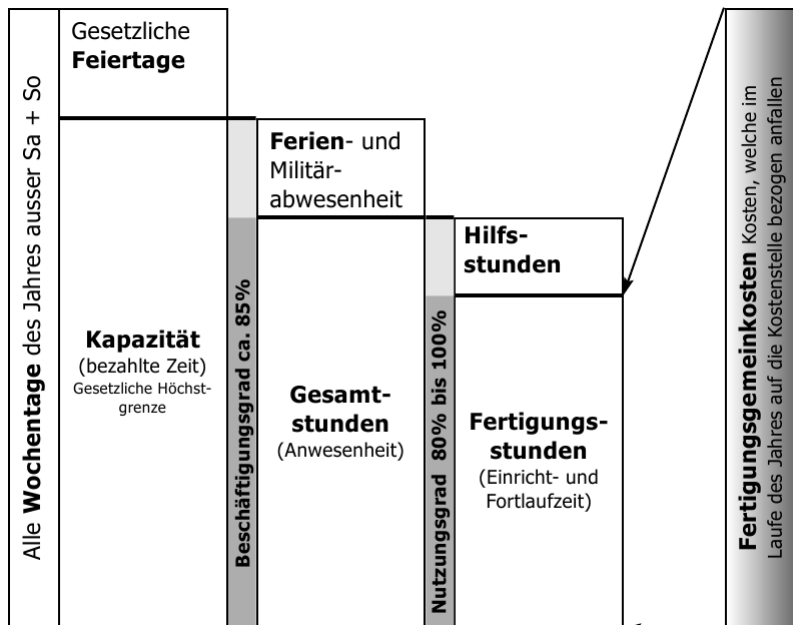 Alle Wochentage des Jahres ausser Sa + So
Gesetzliche
Feiertage
Kapazität
(bezahlte Zeit)
Gesetzliche Höchst-
grenze
Beschäftigungsgrad ca. 85%
Ferien- und
Militär-
abwesenheit
Gesamt-
stunden
(Anwesenheit)
Nutzungsgrad 80% bis 100%
Hilfs-
stunden
Fertigungs-
stunden
(Einricht- und
Fortlaufzeit)
Fertigungsgemeinkosten Kosten, welche im
Laufe des Jahres auf die Kostenstelle bezogen anfallen